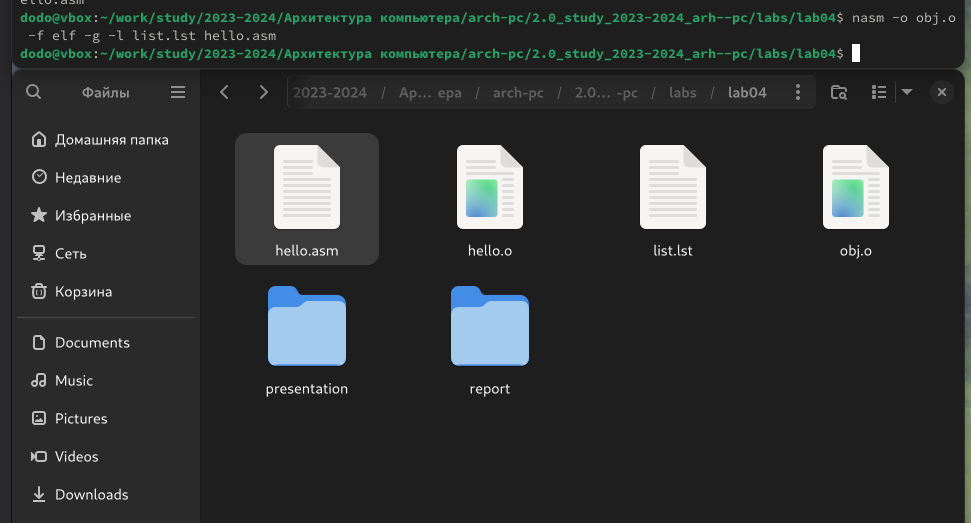 ello.asm
dodo@vbox:~/work/study/2023-2024/Архитектура компьютера/arch-pc/2.0_study_2023-2024_arh--pc/labs/lab04$ nasm -o obj.o
-f elf -g -l list.lst hello.asm
dodo@vbox:~/work/study/2023-2024/Архитектура компьютера/arch-pc/2.0_study_2023-2024_arh--pc/labs/lab04$
Файлы
2023-2024 / Ар… ера / arch-pc / 2.0… -pc / labs / lab04
Домашняя папка
Недавние
Избранные
Сеть
Корзина
Documents
Music
Pictures
Videos
Downloads
hello.asm
hello.o
list.lst
obj.o
presentation
report